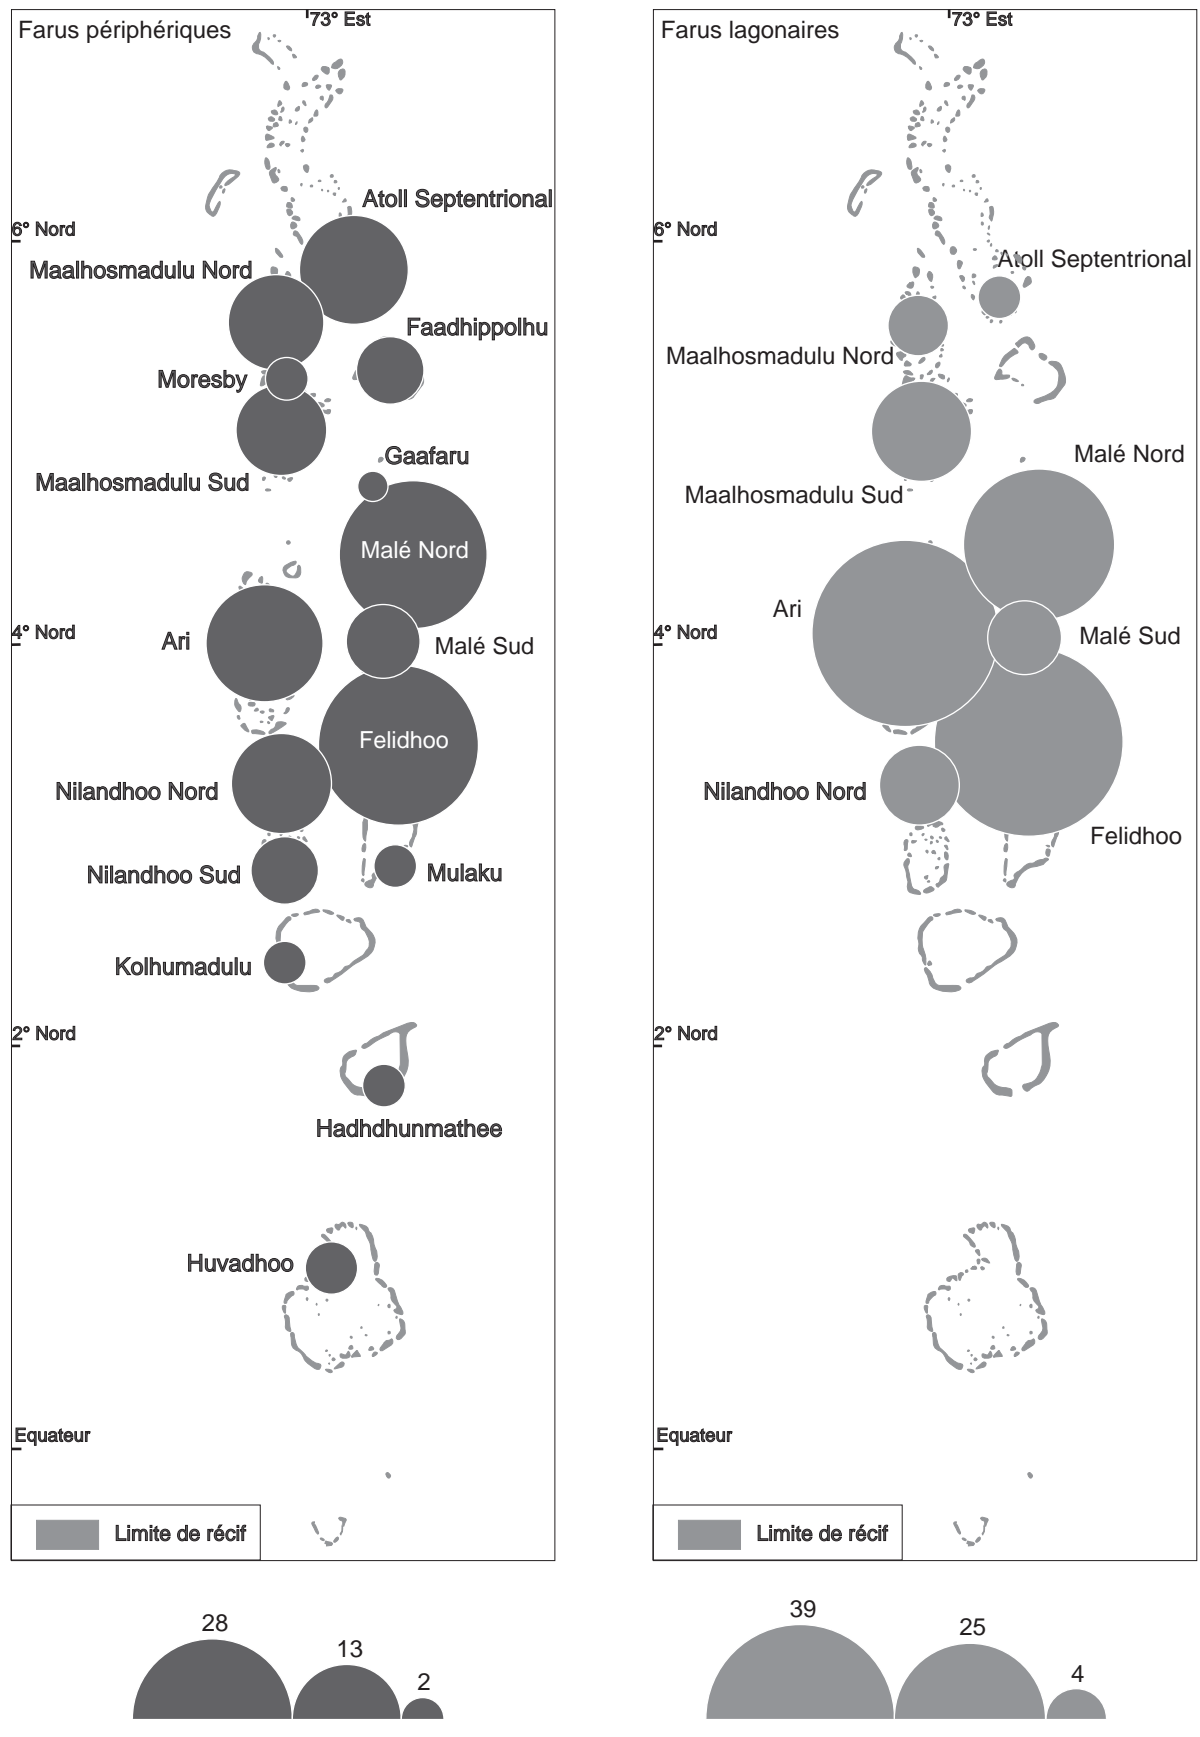 Farus périphériques
73° Est
Atoll Septentrional
6° Nord
Maalhosmadulu Nord
Faadhippolhu
Moresby
Gaafaru
Maalhosmadulu Sud
Malé Nord
4° Nord
Ari
Malé Sud
Felidhoo
Nilandhoo Nord
Nilandhoo Sud
Mulaku
Kolhumadulu
2° Nord
Hadhdhunmathee
Huvadhoo
Equateur
Limite de récif
28
13
2
Farus lagonaires
73° Est
6° Nord
Atoll Septentrional
Maalhosmadulu Nord
Malé Nord
Maalhosmadulu Sud
Ari
4° Nord
Malé Sud
Nilandhoo Nord
Felidhoo
2° Nord
Equateur
Limite de récif
39
25
4